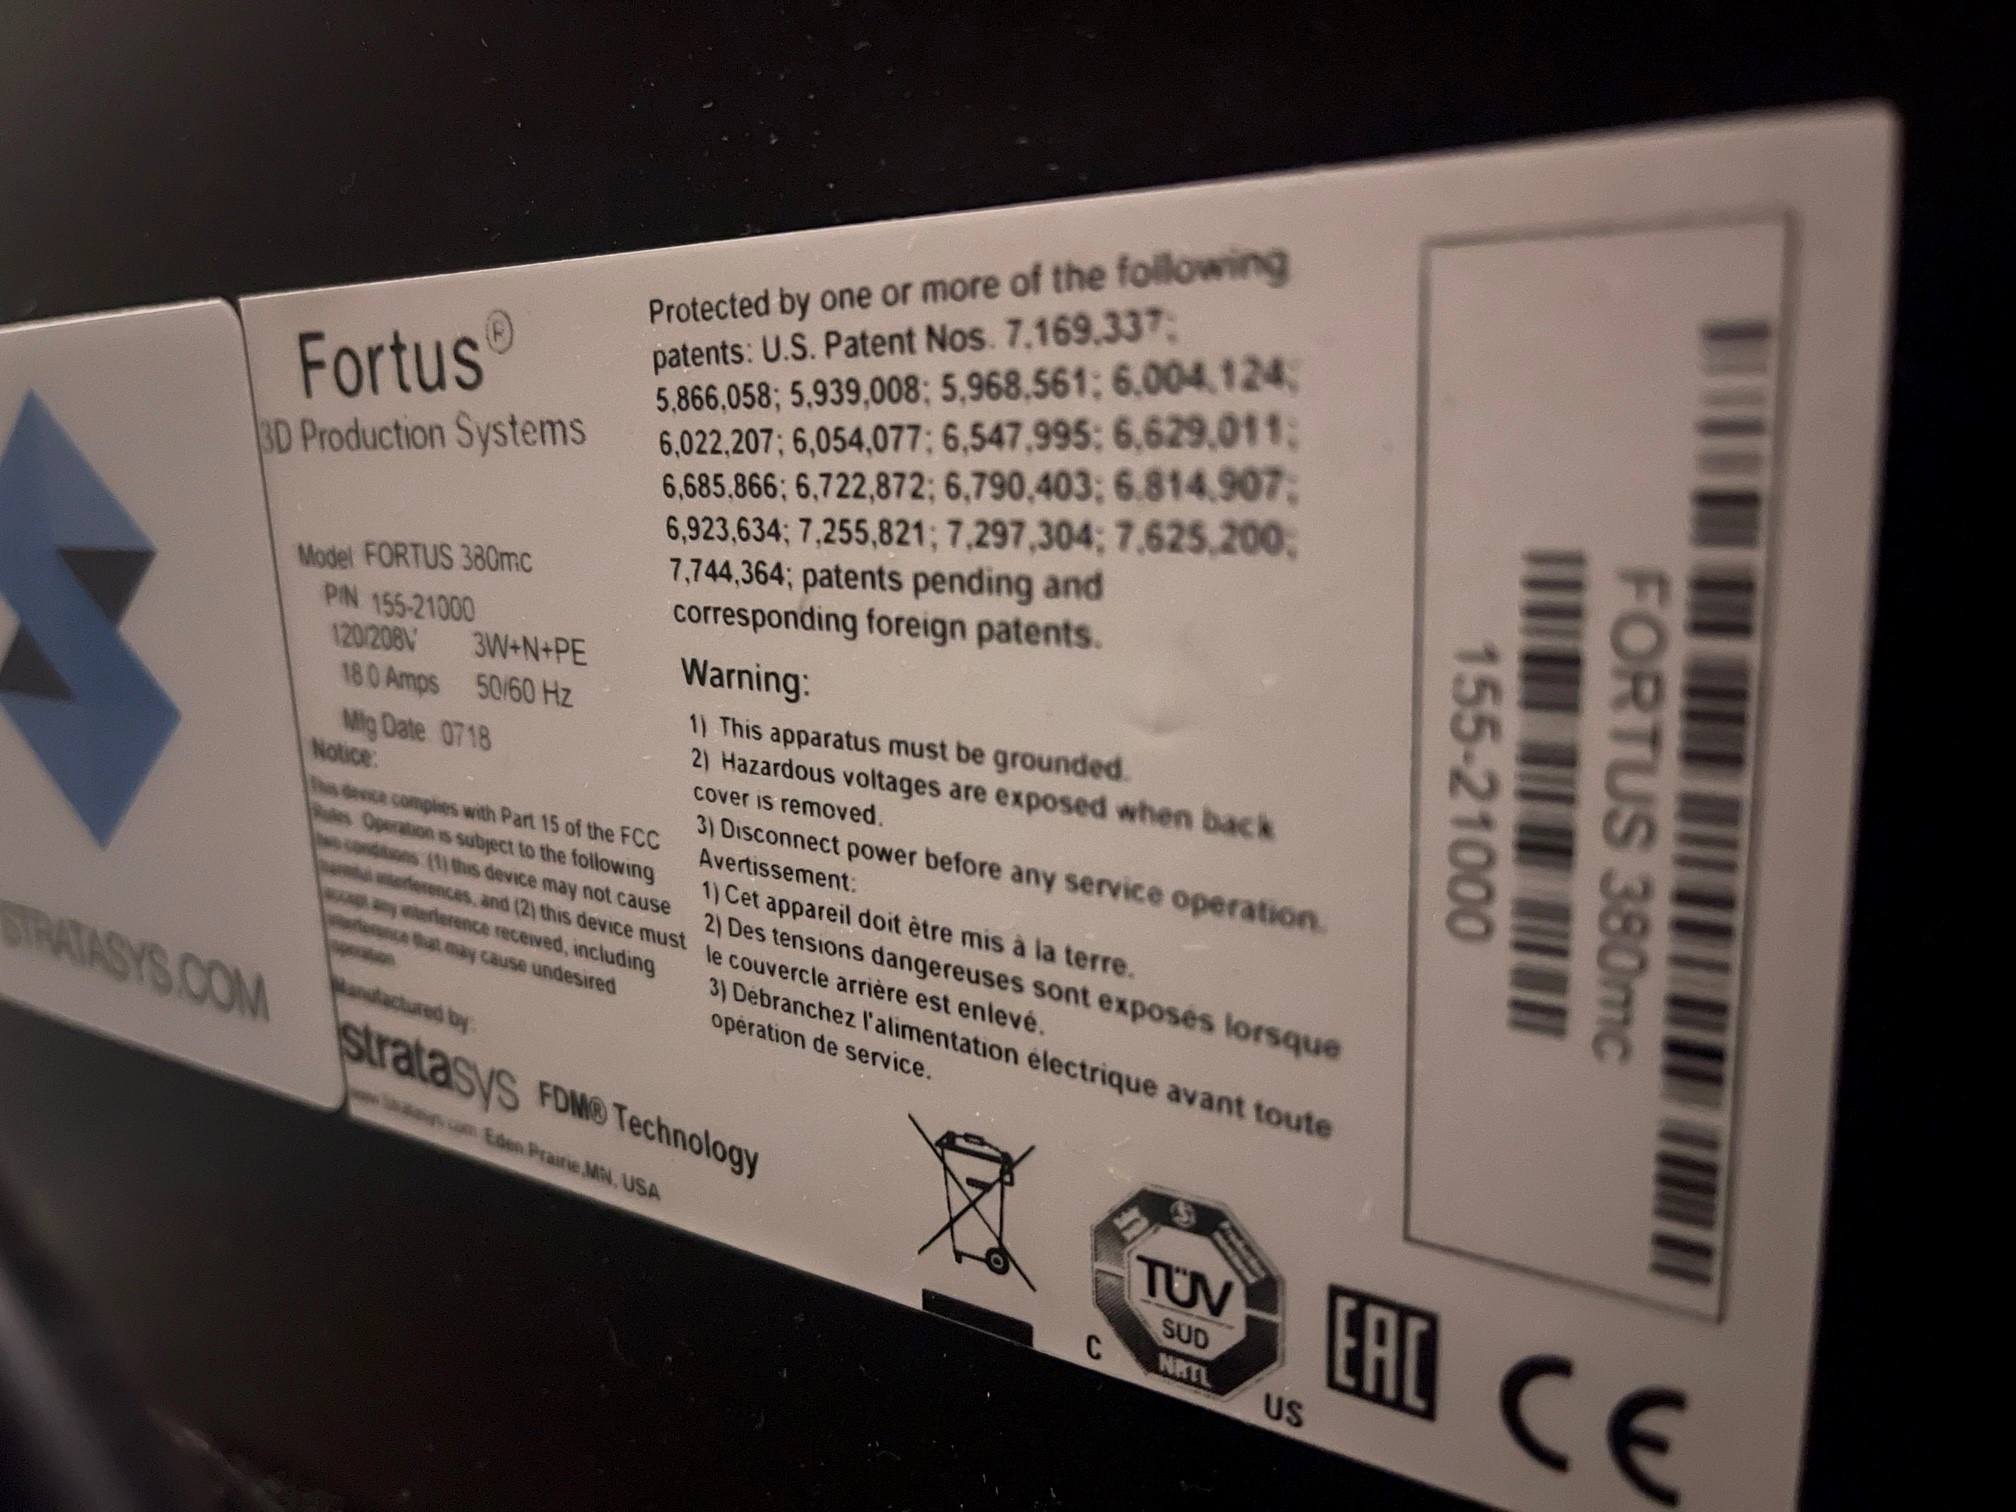 STRATASYS.COM
Fortus®
3D Production Systems
Model FORTUS 380mc
P/N 155-21000
120/208V 3W+N+PE
18.0 Amps 50/60 Hz
Mfg Date 0718
Notice:
This device complies with Part 15 of the FCC
Rules. Operation is subject to the following
two conditions: (1) this device may not cause
harmful interferences, and (2) this device must
accept any interference received, including
interference that may cause undesired
operation.
Manufactured by:
stratasys FDM® Technology
www.Stratasys.com Eden Prairie,MN, USA
Protected by one or more of the following
patents: U.S. Patent Nos. 7,169,337;
5,866,058; 5,939,008; 5,968,561; 6,004,124;
6,022,207; 6,054,077; 6,547,995; 6,629,011;
6,685,866; 6,722,872; 6,790,403; 6,814,907;
6,923,634; 7,255,821; 7,297,304; 7,625,200;
7,744,364; patents pending and
corresponding foreign patents.
Warning:
1) This apparatus must be grounded.
2) Hazardous voltages are exposed when back
cover is removed.
3) Disconnect power before any service operation.
Avertissement:
1) Cet appareil doit être mis à la terre.
2) Des tensions dangereuses sont exposés lorsque
le couvercle arrière est enlevé.
3) Débranchez l'alimentation électrique avant toute
opération de service.
TÜV
SUD
NRTL
C
US
EAC
CE
155-21000
FORTUS 380mc